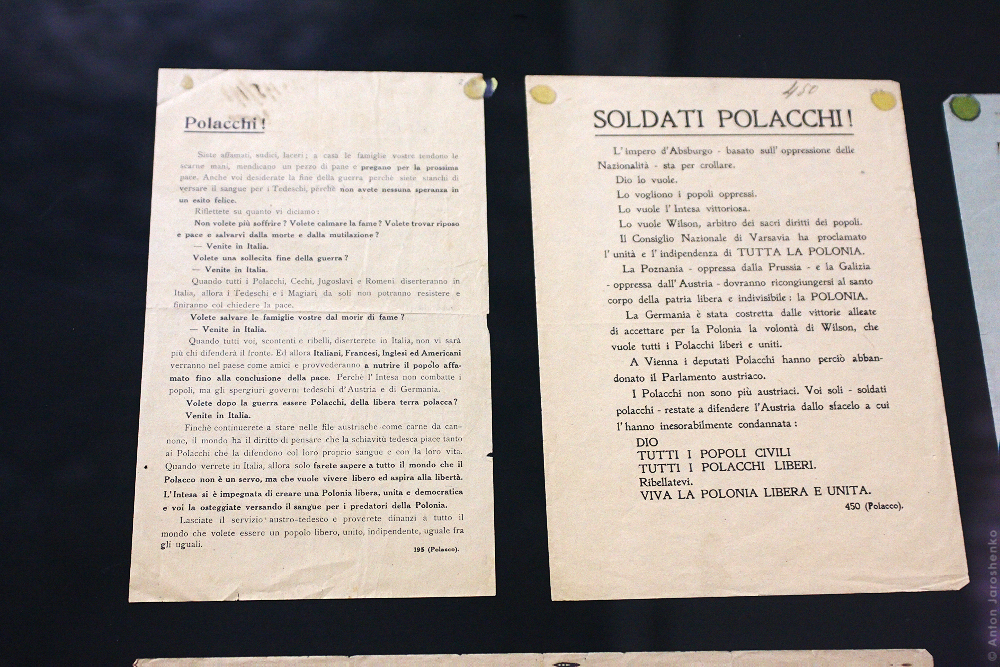 Polacchi!
Siete affamati, sudici, laceri; a casa le famiglie vostre tendono le
scarne mani, mendicano un pezzo di pane e pregano per la prossima
pace. Anche voi desiderate la fine della guerra perchè siete stanchi di
versare il sangue per i Tedeschi, perchè non avete nessuna speranza in
un esito felice.
Riflettete su quanto vi diciamo:
Non volete più soffrire? Volete calmare la fame? Volete trovar riposo
e pace e salvarvi dalla morte e dalla mutilazione?
— Venite in Italia.
Volete una sollecita fine della guerra?
— Venite in Italia.
Quando tutti i Polacchi, Cechi, Jugoslavi e Romeni diserteranno in
Italia, allora i Tedeschi e i Magiari da soli non potranno resistere e
finiranno col chiedere la pace.
Volete salvare le famiglie vostre dal morir di fame?
— Venite in Italia.
Quando tutti voi, scontenti e ribelli, diserterete in Italia, non vi sarà
più chi difenderà il fronte. Ed allora Italiani, Francesi, Inglesi ed Americani
verranno nel paese come amici e provvederanno a nutrire il popolo affa-
mato fino alla conclusione della pace. Perchè l'Intesa non combatte i
popoli, ma gli spergiuri governi tedeschi d'Austria e di Germania.
Volete dopo la guerra essere Polacchi, della libera terra polacca?
Venite in Italia.
Finchè continuerete a stare nelle file austriache come carne da can-
none, il mondo ha il diritto di pensare che la schiavitù tedesca piace tanto
ai Polacchi che la difendono col loro proprio sangue e con la loro vita.
Quando verrete in Italia, allora solo farete sapere a tutto il mondo che il
Polacco non è un servo, ma che vuole vivere libero ed aspira alla libertà.
L'Intesa si è impegnata di creare una Polonia libera, unita e democratica
e voi la osteggiate versando il sangue per i predatori della Polonia.
Lasciate il servizio austro-tedesco e proverete dinanzi a tutto il
mondo che volete essere un popolo libero, unito, indipendente, uguale fra
gli uguali.
195 (Polacco).
450
SOLDATI POLACCHI!
L'impero d'Absburgo - basato sull'oppressione delle
Nazionalità - sta per crollare.
Dio lo vuole.
Lo vogliono i popoli oppressi.
Lo vuole l'Intesa vittoriosa.
Lo vuole Wilson, arbitro dei sacri diritti dei popoli.
Il Consiglio Nazionale di Varsavia ha proclamato
l'unità e l'indipendenza di TUTTA LA POLONIA.
La Poznania - oppressa dalla Prussia - e la Galizia
- oppressa dall'Austria - dovranno ricongiungersi al santo
corpo della patria libera e indivisibile: la POLONIA.
La Germania è stata costretta dalle vittorie alleate
di accettare per la Polonia la volontà di Wilson, che
vuole tutti i Polacchi liberi e uniti.
A Vienna i deputati Polacchi hanno perciò abban-
donato il Parlamento austriaco.
I Polacchi non sono più austriaci. Voi soli - soldati
polacchi - restate a difendere l'Austria dallo sfacelo a cui
l'hanno inesorabilmente condannata:
DIO
TUTTI I POPOLI CIVILI
TUTTI I POLACCHI LIBERI.
Ribellatevi.
VIVA LA POLONIA LIBERA E UNITA.
450 (Polacco).
© Anton Jaroshenko